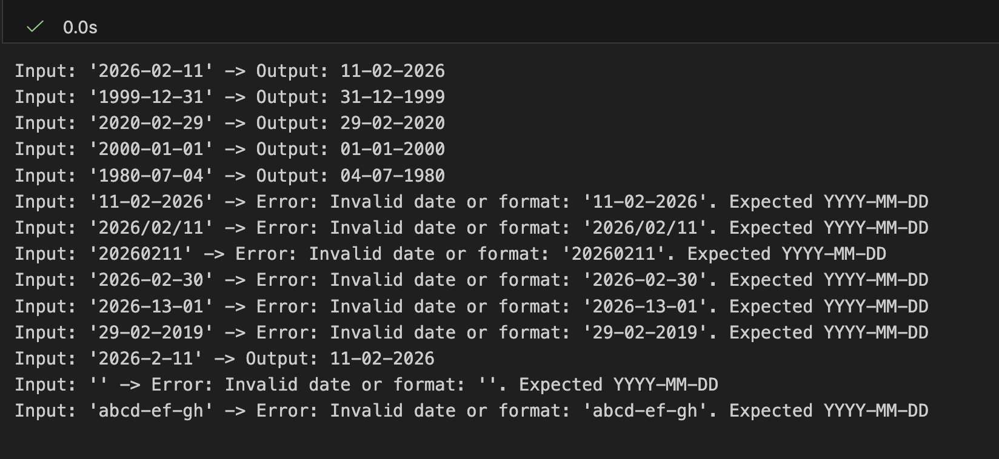 0.0s
Input: '2026-02-11' -> Output: 11-02-2026
Input: '1999-12-31' -> Output: 31-12-1999
Input: '2020-02-29' -> Output: 29-02-2020
Input: '2000-01-01' -> Output: 01-01-2000
Input: '1980-07-04' -> Output: 04-07-1980
Input: '11-02-2026' -> Error: Invalid date or format: '11-02-2026'. Expected YYYY-MM-DD
Input: '2026/02/11' -> Error: Invalid date or format: '2026/02/11'. Expected YYYY-MM-DD
Input: '20260211' -> Error: Invalid date or format: '20260211'. Expected YYYY-MM-DD
Input: '2026-02-30' -> Error: Invalid date or format: '2026-02-30'. Expected YYYY-MM-DD
Input: '2026-13-01' -> Error: Invalid date or format: '2026-13-01'. Expected YYYY-MM-DD
Input: '29-02-2019' -> Error: Invalid date or format: '29-02-2019'. Expected YYYY-MM-DD
Input: '2026-2-11' -> Output: 11-02-2026
Input: '' -> Error: Invalid date or format: ''. Expected YYYY-MM-DD
Input: 'abcd-ef-gh' -> Error: Invalid date or format: 'abcd-ef-gh'. Expected YYYY-MM-DD